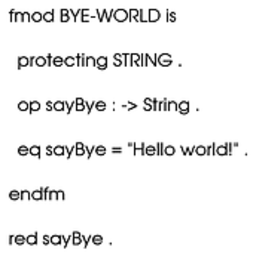 fmod BYE-WORLD is
protecting STRING .
op sayBye : -> String .
eq sayBye = "Hello world!" .
endfm
red sayBye .